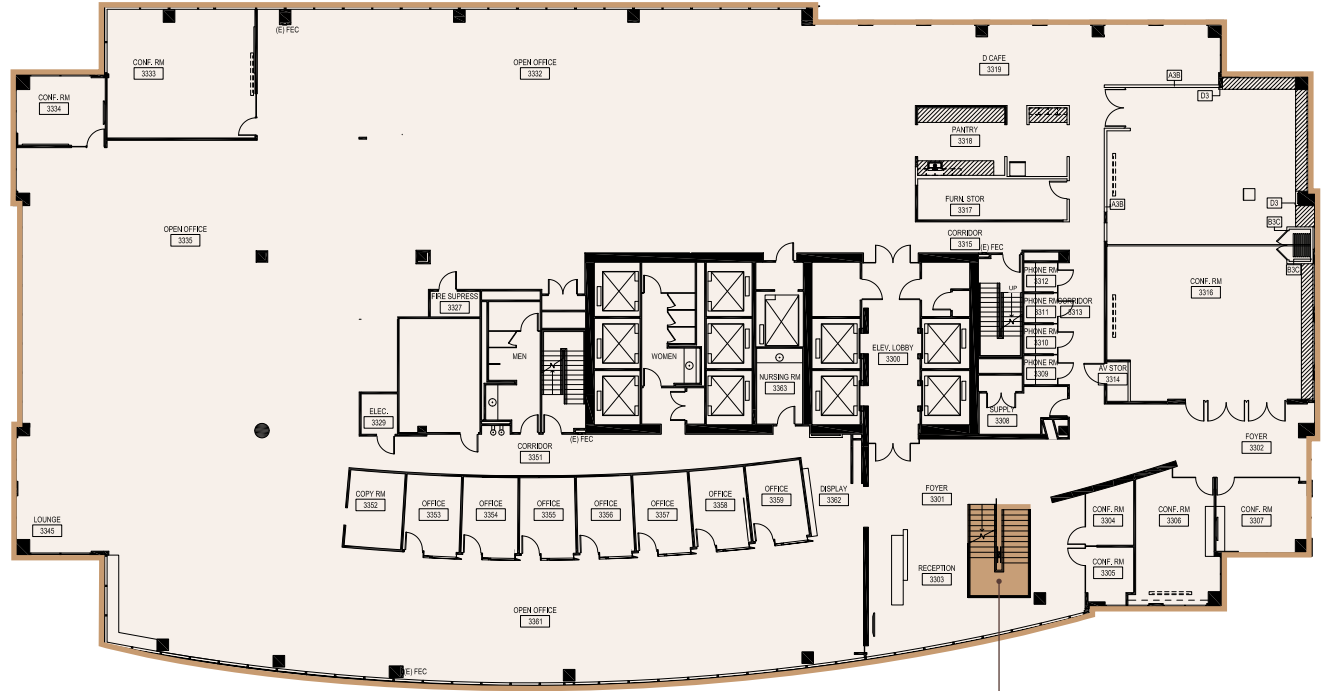 (E) FEC
CONF. RM
3333
OPEN OFFICE
3332
D CAFE
3319
A3B
D3
CONF. RM
3334
PANTRY
3318
FURN. STOR
3317
A3B
D3
B3C
B3C
OPEN OFFICE
3335
CORRIDOR
3315
(E) FEC
PHONE RM
3312
UP
CONF. RM
3316
FIRE SUPRESS
3327
PHONE RM
3311
CORRIDOR
3313
MEN
WOMEN
ELEV. LOBBY
3300
PHONE RM
3310
NURSING RM
3363
PHONE RM
3309
AV STOR
3314
ELEC.
3329
SUPPLY
3308
(E) FEC
CORRIDOR
3351
FOYER
3302
COPY RM
3352
OFFICE
3353
OFFICE
3354
OFFICE
3355
OFFICE
3356
OFFICE
3357
OFFICE
3358
OFFICE
3359
DISPLAY
3362
FOYER
3301
LOUNGE
3345
CONF. RM
3304
CONF. RM
3306
CONF. RM
3307
RECEPTION
3303
CONF. RM
3305
OPEN OFFICE
3361
(E) FEC